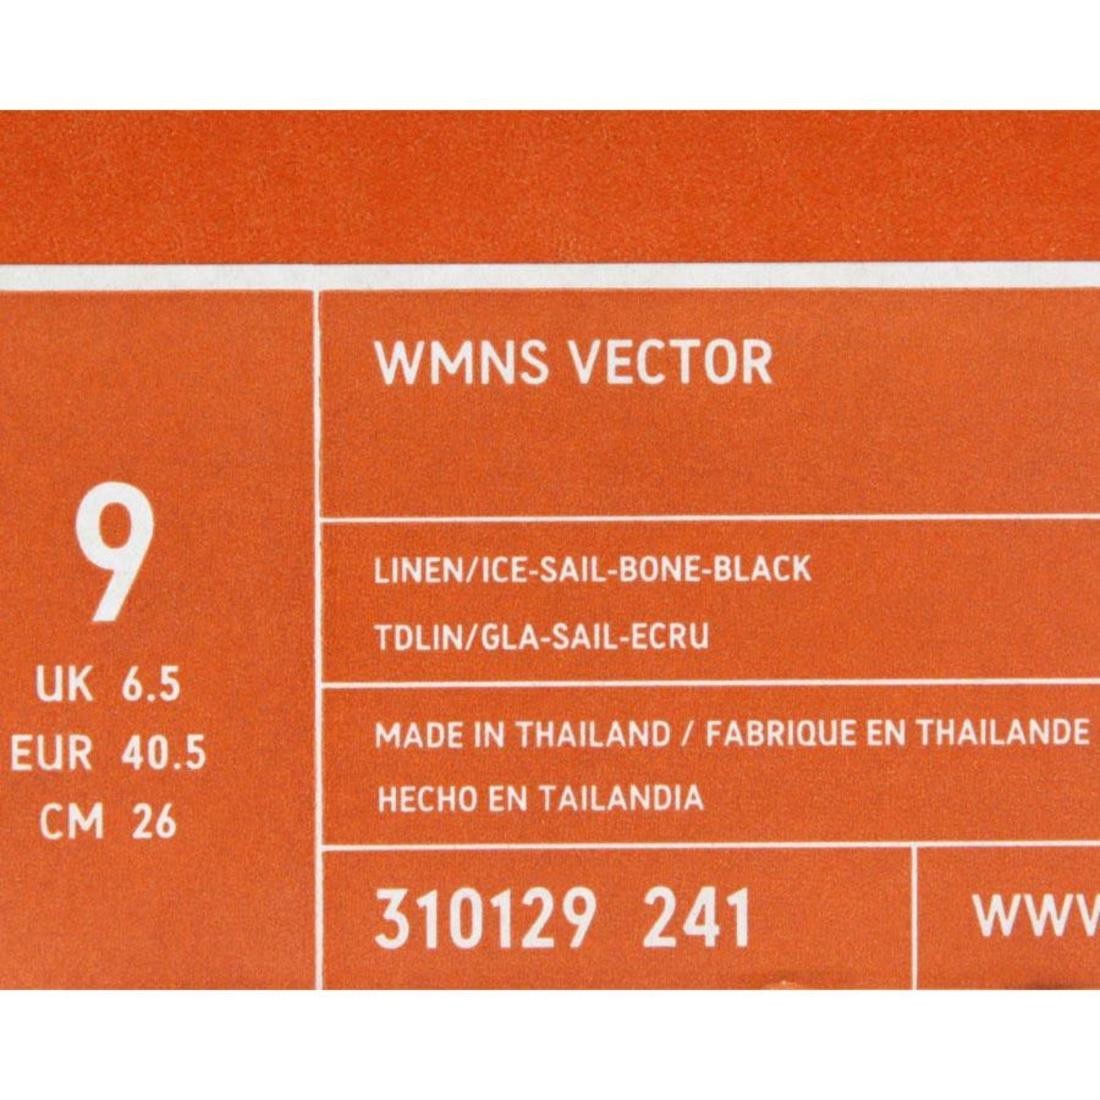 WMNS VECTOR
9
UK 6.5
EUR 40.5
CM 26
LINEN/ICE-SAIL-BONE-BLACK
TDLIN/GLA-SAIL-ECRU
MADE IN THAILAND / FABRIQUE EN THAILANDE
HECHO EN TAILANDIA
310129 241